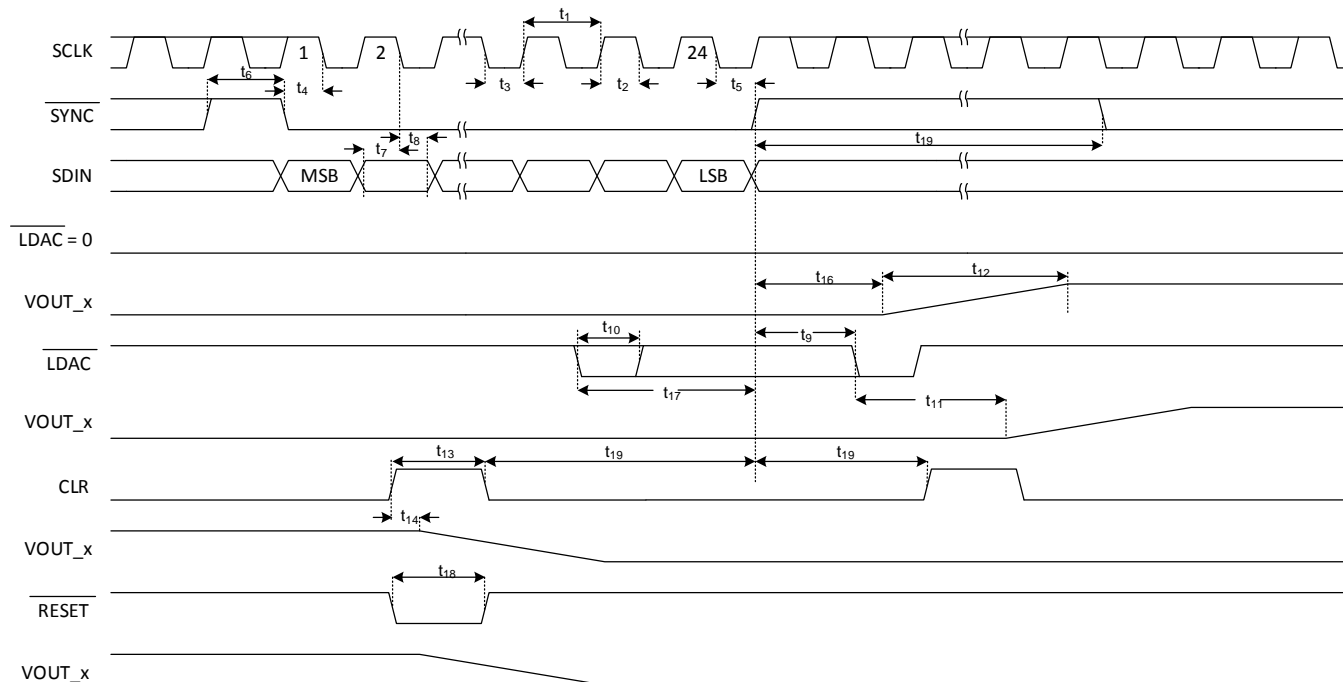 t₁
SCLK 1 2 24
t₆ t₄ t₃ t₂ t₅
SYNC
t₇ t₈ t₁₉
SDIN MSB LSB
LDAC = 0
t₁₆ t₁₂
VOUT_x
t₁₀ t₉
LDAC
t₁₇ t₁₁
VOUT_x
t₁₃ t₁₉ t₁₉
CLR
t₁₄
VOUT_x
t₁₈
RESET
VOUT_x